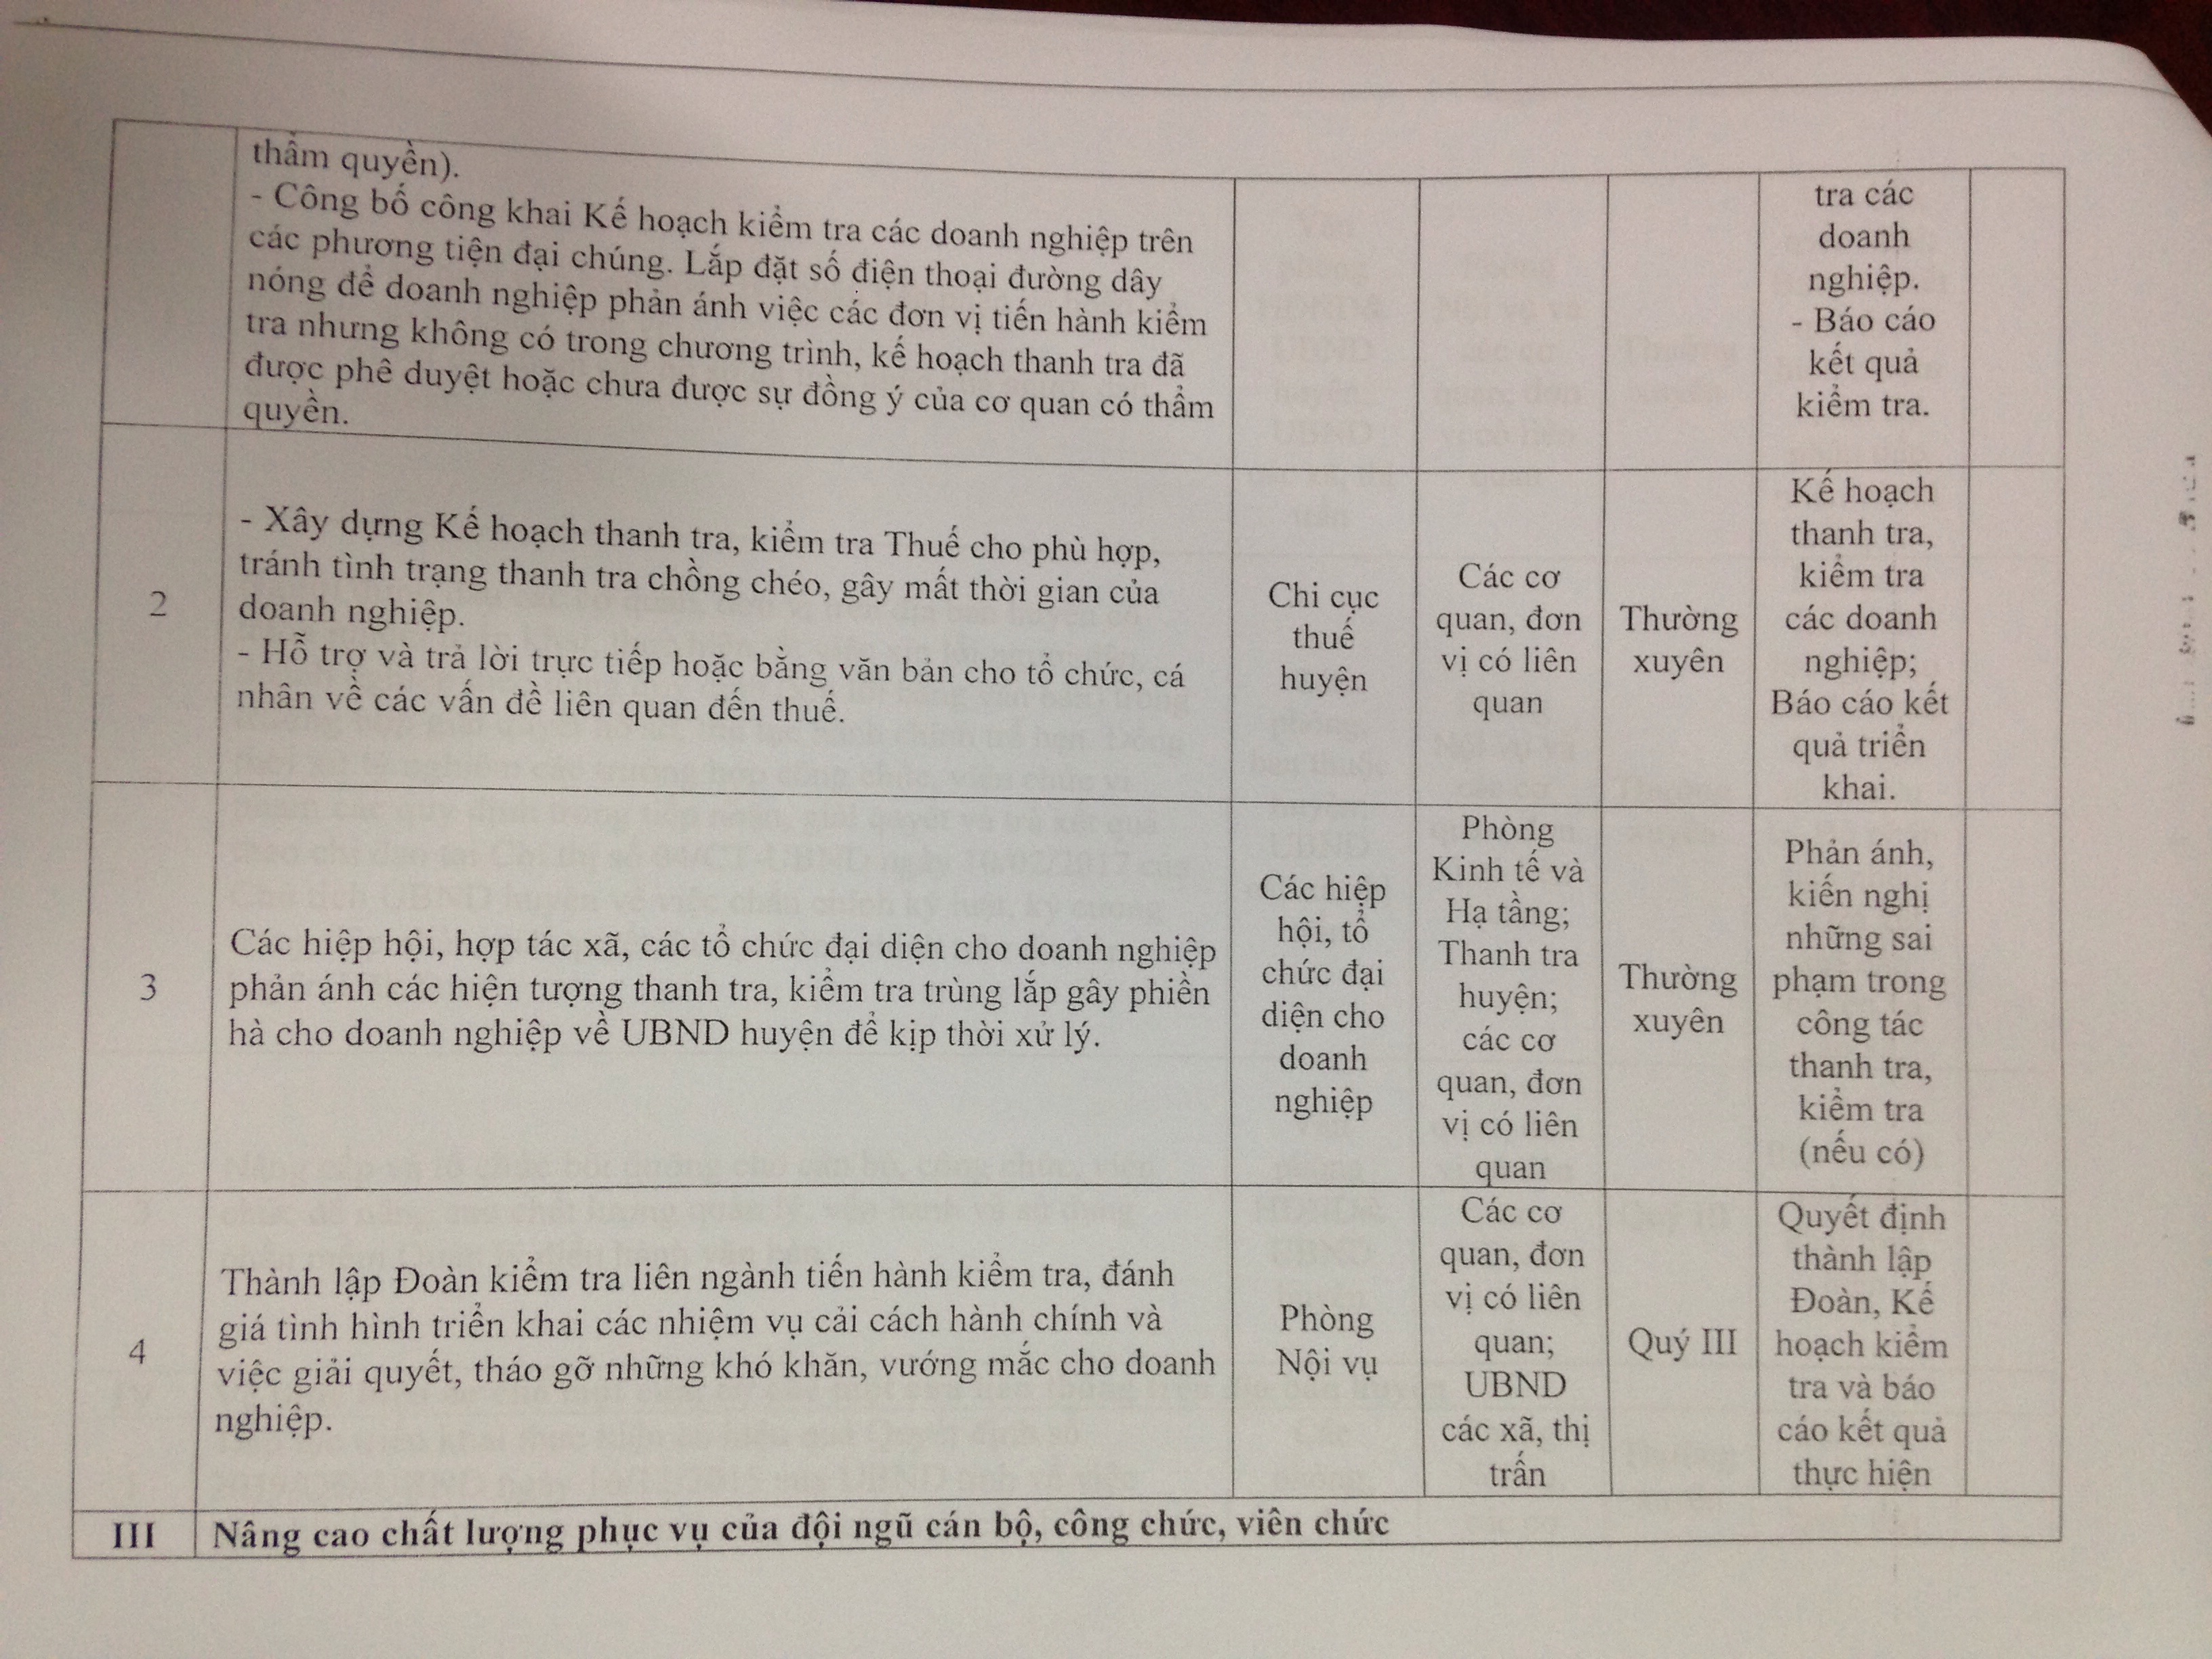 thẩm quyền).
- Công bố công khai Kế hoạch kiểm tra các doanh nghiệp trên
các phương tiện đại chúng. Lắp đặt số điện thoại đường dây
nóng để doanh nghiệp phản ánh việc các đơn vị tiến hành kiểm
tra nhưng không có trong chương trình, kế hoạch thanh tra đã
được phê duyệt hoặc chưa được sự đồng ý của cơ quan có thẩm
quyền.
tra các
doanh
nghiệp.
- Báo cáo
kết quả
kiểm tra.
2
- Xây dựng Kế hoạch thanh tra, kiểm tra Thuế cho phù hợp,
tránh tình trạng thanh tra chồng chéo, gây mất thời gian của
doanh nghiệp.
- Hỗ trợ và trả lời trực tiếp hoặc bằng văn bản cho tổ chức, cá
nhân về các vấn đề liên quan đến thuế.
Chi cục
thuế
huyện
Các cơ
quan, đơn
vị có liên
quan
Thường
xuyên
Kế hoạch
thanh tra,
kiểm tra
các doanh
nghiệp;
Báo cáo kết
quả triển
khai.
3
Các hiệp hội, hợp tác xã, các tổ chức đại diện cho doanh nghiệp
phản ánh các hiện tượng thanh tra, kiểm tra trùng lắp gây phiền
hà cho doanh nghiệp về UBND huyện để kịp thời xử lý.
Các hiệp
hội, tổ
chức đại
diện cho
doanh
nghiệp
Phòng
Kinh tế và
Hạ tầng;
Thanh tra
huyện;
các cơ
quan, đơn
vị có liên
quan
Thường
xuyên
Phản ánh,
kiến nghị
những sai
phạm trong
công tác
thanh tra,
kiểm tra
(nếu có)
4
Thành lập Đoàn kiểm tra liên ngành tiến hành kiểm tra, đánh
giá tình hình triển khai các nhiệm vụ cải cách hành chính và
việc giải quyết, tháo gỡ những khó khăn, vướng mắc cho doanh
nghiệp.
Phòng
Nội vụ
Các cơ
quan, đơn
vị có liên
quan;
UBND
các xã, thị
trấn
Quý III
Quyết định
thành lập
Đoàn, Kế
hoạch kiểm
tra và báo
cáo kết quả
thực hiện
III
Nâng cao chất lượng phục vụ của đội ngũ cán bộ, công chức, viên chức